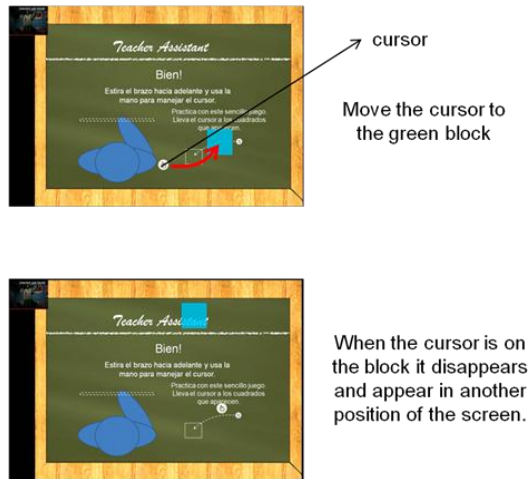 Teacher Assistant
Bien!
Estira el brazo hacia adelante y usa la
mano para manejar el cursor.
Practica con este sencillo juego.
Lleva el cursor a los cuadrados
que aparecen.
cursor
Move the cursor to
the green block
Teacher Assistant
Bien!
Estira el brazo hacia adelante y usa la
mano para manejar el cursor.
Practica con este sencillo juego.
Lleva el cursor a los cuadrados
que aparecen.
When the cursor is on
the block it disappears
and appear in another
position of the screen.